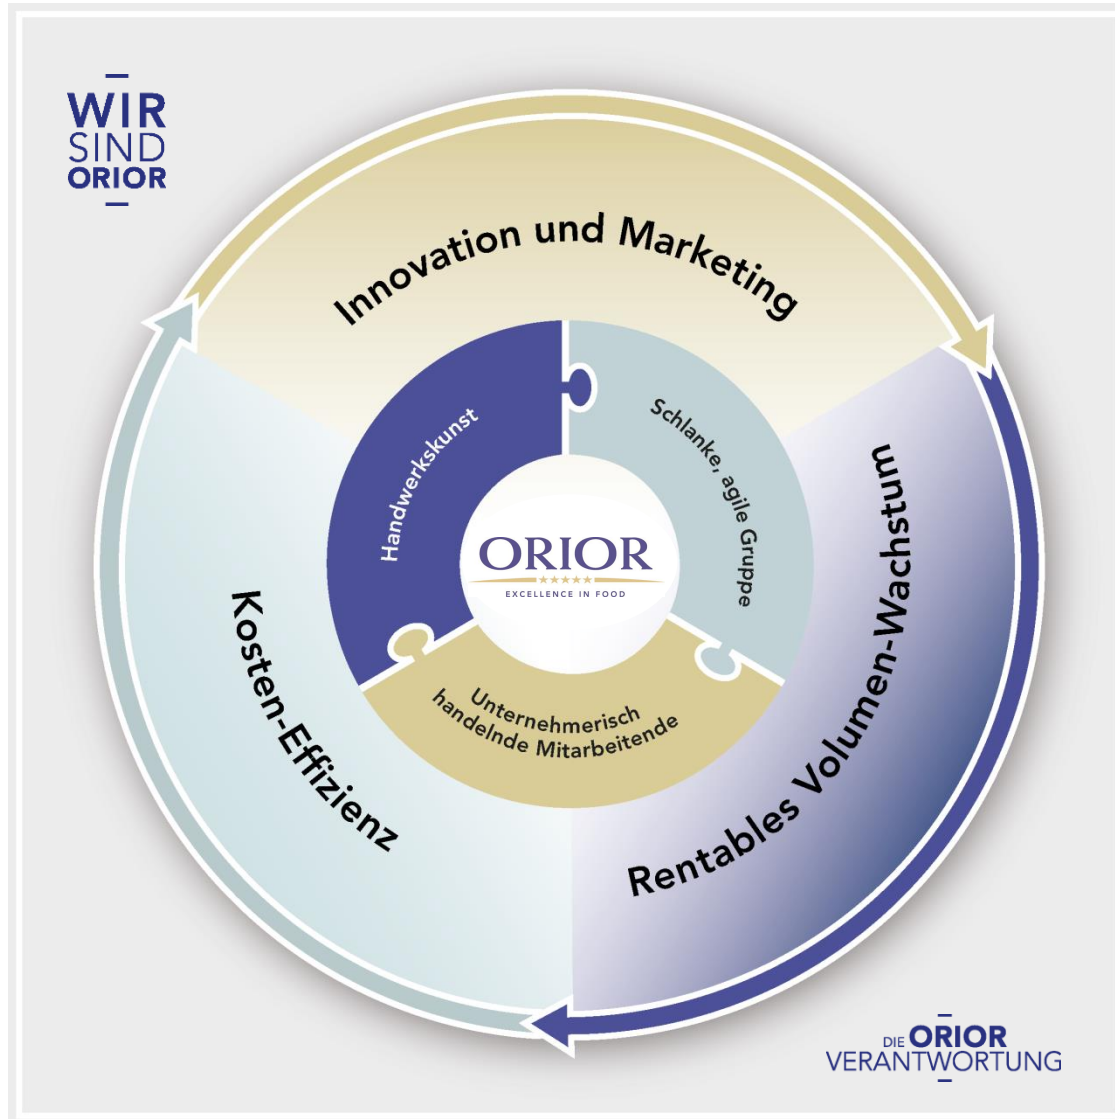 WIR
SIND
ORIOR
Innovation und Marketing
Handwerkskunst
Schlanke, agile Gruppe
ORIOR
EXCELLENCE IN FOOD
Unternehmerisch
handelnde Mitarbeitende
Kosten-Effizienz
Rentables Volumen-Wachstum
DIE ORIOR
VERANTWORTUNG